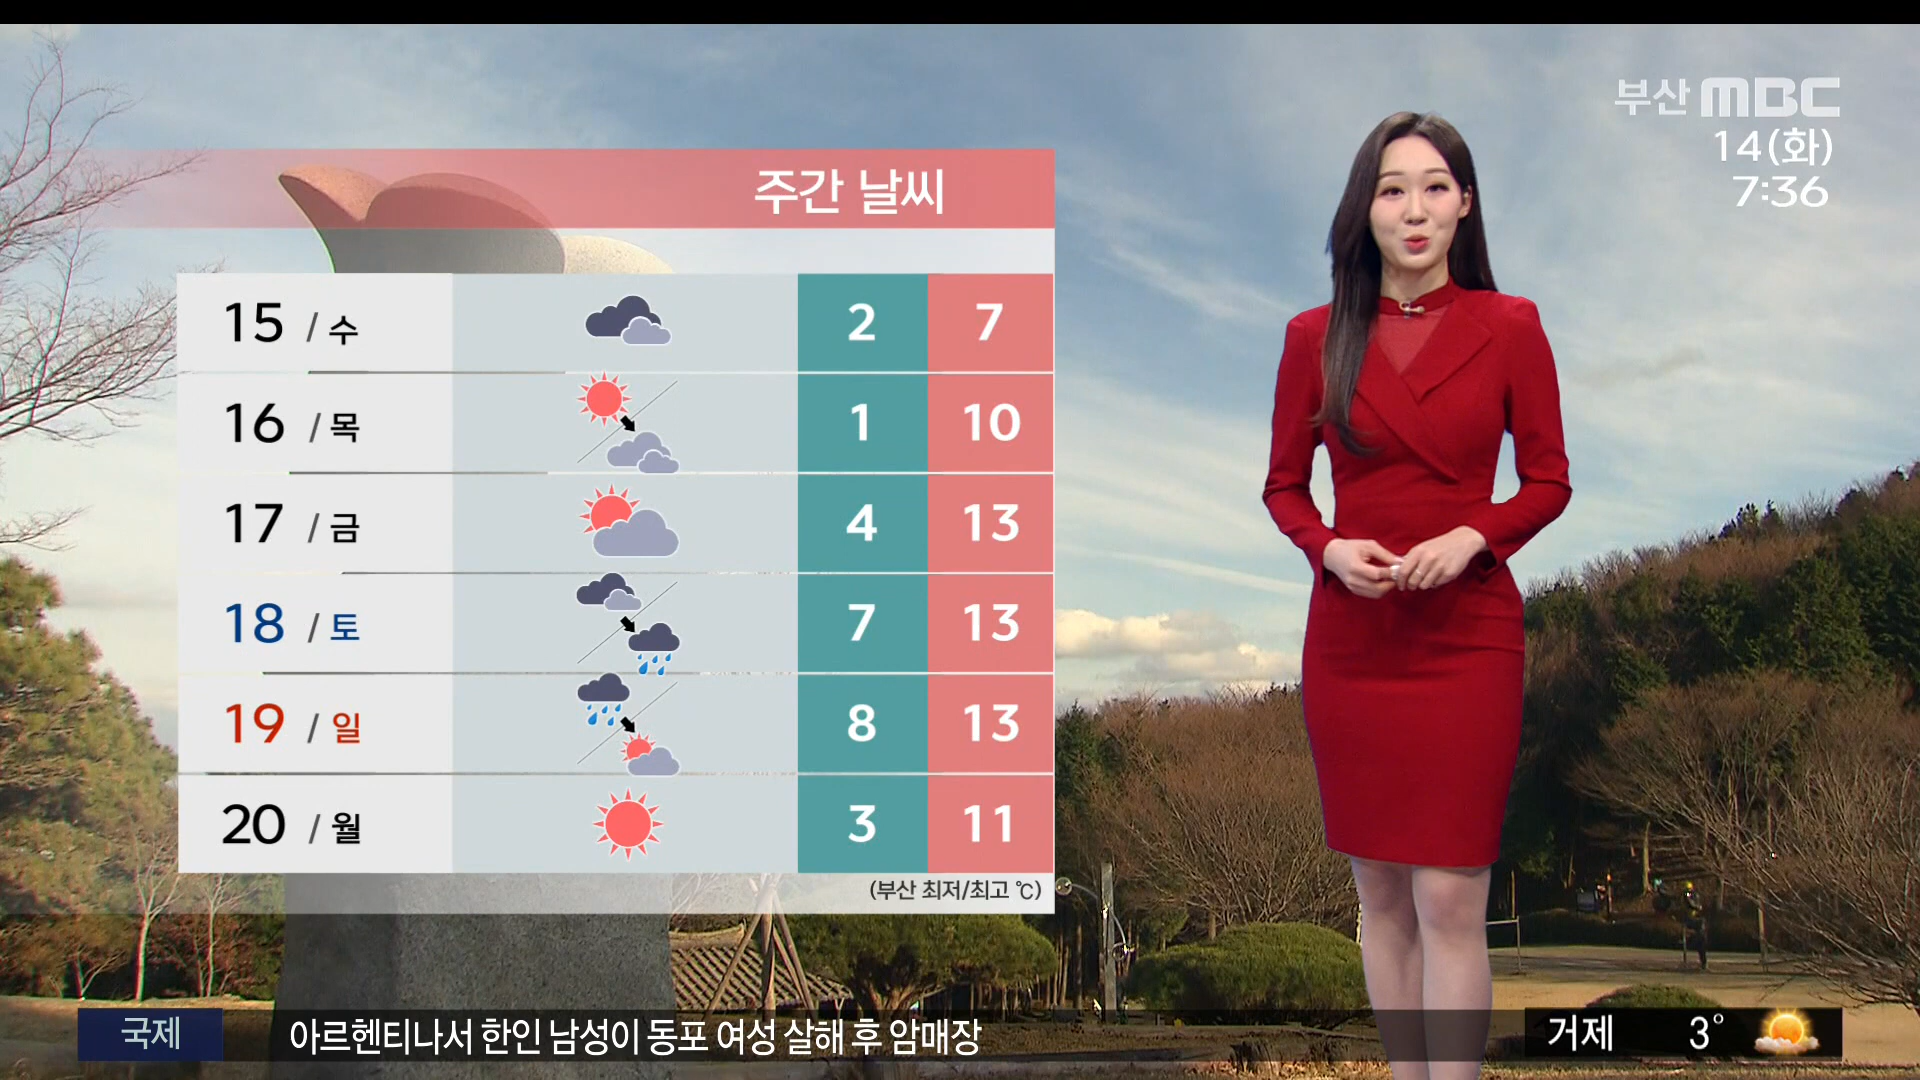 부산 MBC
14(화)
7:36
주간 날씨
15 / 수 2 7
16 / 목 1 10
17 / 금 4 13
18 / 토 7 13
19 / 일 8 13
20 / 월 3 11
(부산 최저/최고 ℃)
국제 아르헨티나서 한인 남성이 동포 여성 살해 후 암매장
거제 3°